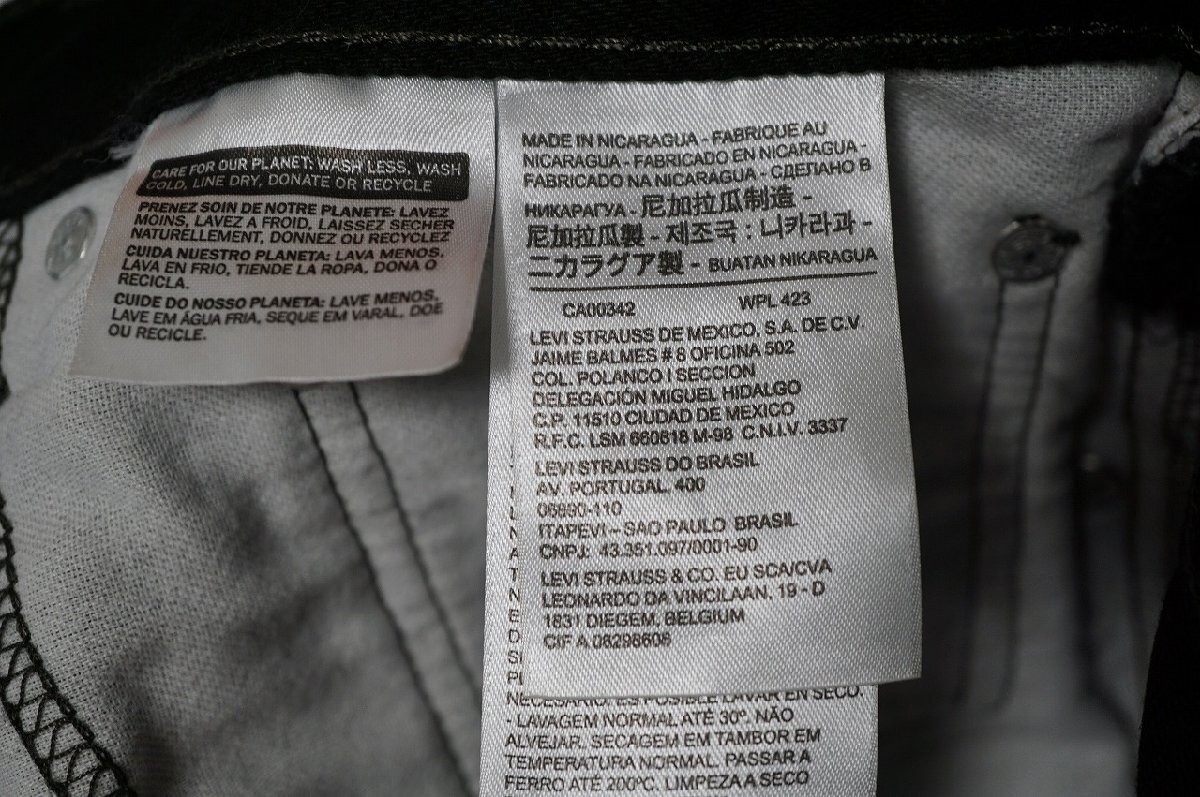 CARE FOR OUR PLANET: WASH LESS, WASH
COLD, LINE DRY, DONATE OR RECYCLE
PRENEZ SOIN DE NOTRE PLANETE: LAVEZ
MOINS, LAVEZ A FROID, LAISSEZ SECHER
NATURELLEMENT, DONNEZ OU RECYCLEZ
CUIDA NUESTRO PLANETA: LAVA MENOS,
LAVA EN FRIO, TIENDE LA ROPA, DONA O
RECICLA.
CUIDE DO NOSSO PLANETA: LAVE MENOS,
LAVE EM ÁGUA FRIA, SEQUE EM VARAL, DOE
OU RECICLE.
MADE IN NICARAGUA - FABRIQUE AU
NICARAGUA - FABRICADO EN NICARAGUA -
FABRICADO NA NICARAGUA - СДЕЛАНО В
НИКАРАГУА - 尼加拉瓜制造 -
尼加拉瓜製 - 제조국 : 니카라과 -
ニカラグア製 - BUATAN NIKARAGUA
CA00342 WPL 423
LEVI STRAUSS DE MEXICO, S.A. DE C.V
JAIME BALMES # 8 OFICINA 502
COL. POLANCO I SECCION
DELEGACION MIGUEL HIDALGO
C.P. 11510 CIUDAD DE MEXICO
R.F.C. LSM 660618 M-98 C.N.I.V. 3337
LEVI STRAUSS DO BRASIL
AV. PORTUGAL, 400
06690-110
ITAPEVI – SAO PAULO BRASIL
CNPJ: 43.351.097/0001-90
LEVI STRAUSS & CO. EU SCA/CVA
LEONARDO DA VINCILAAN, 19 - D
1831 DIEGEM, BELGIUM
CIF A 08298606
NECESARIO ES POSIBLE LAVAR EN SECO.
- LAVAGEM NORMAL ATÉ 30°. NÃO
ALVEJAR. SECAGEM EM TAMBOR EM
TEMPERATURA NORMAL. PASSAR A
FERRO ATÉ 200°C. LIMPEZA A SECO